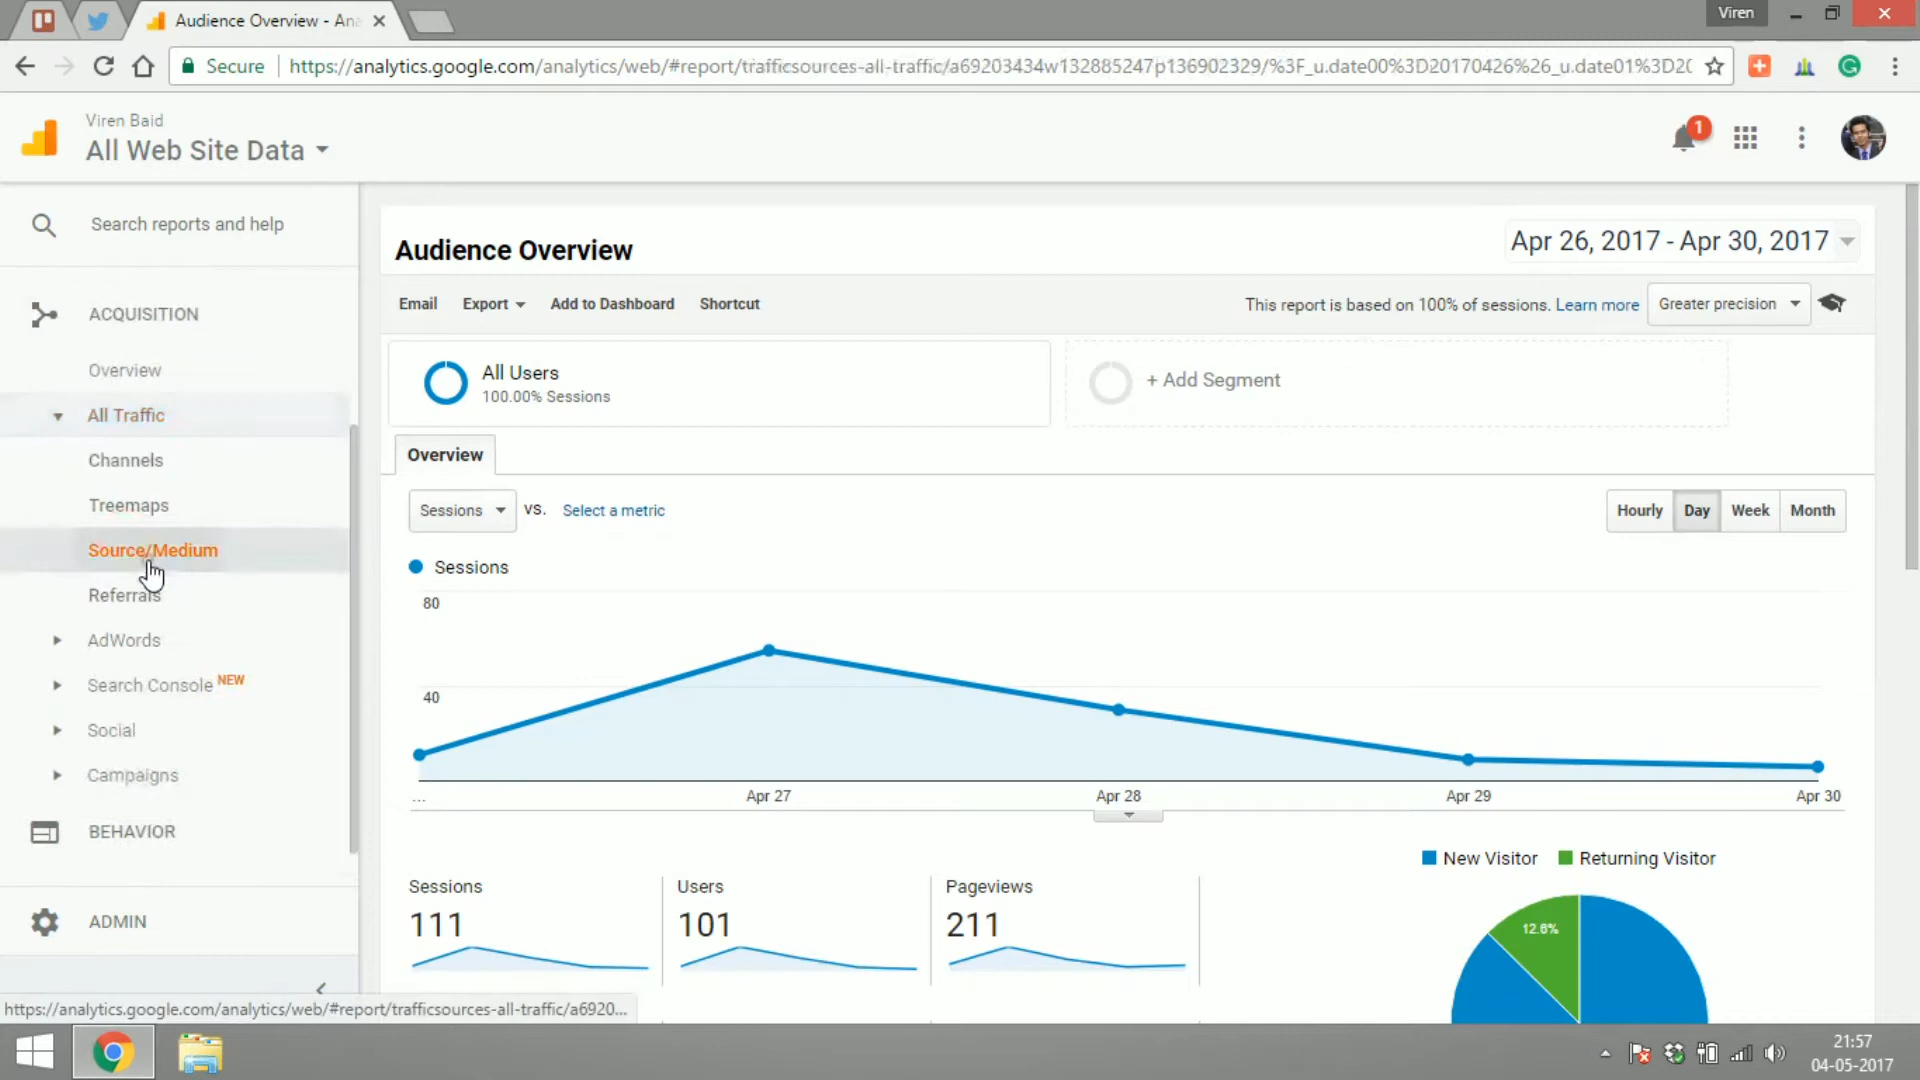 Audience Overview - Ana
Viren
Secure
https://analytics.google.com/analytics/web/#report/trafficsources-all-traffic/a69203434w132885247p136902329/%3F_u.date00%3D20170426%26_u.date01%3D20
Viren Baid
All Web Site Data
1
Search reports and help
Audience Overview
Apr 26, 2017 - Apr 30, 2017
ACQUISITION
Email
Export
Add to Dashboard
Shortcut
This report is based on 100% of sessions. Learn more
Greater precision
Overview
All Users
100.00% Sessions
+ Add Segment
All Traffic
Channels
Overview
Treemaps
Sessions
VS.
Select a metric
Hourly
Day
Week
Month
Source/Medium
Sessions
Referrals
80
AdWords
40
Search Console NEW
Social
Campaigns
...
Apr 27
Apr 28
Apr 29
Apr 30
BEHAVIOR
New Visitor
Returning Visitor
Sessions
111
Users
101
Pageviews
211
12.6%
ADMIN
https://analytics.google.com/analytics/web/#report/trafficsources-all-traffic/a6920...
21:57
04-05-2017